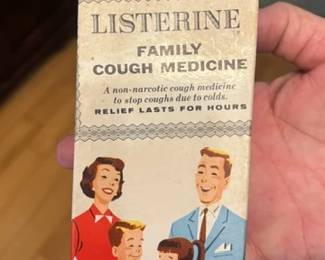 LISTERINE
FAMILY
COUGH MEDICINE
A non-narcotic cough medicine
to stop coughs due to colds.
RELIEF LASTS FOR HOURS